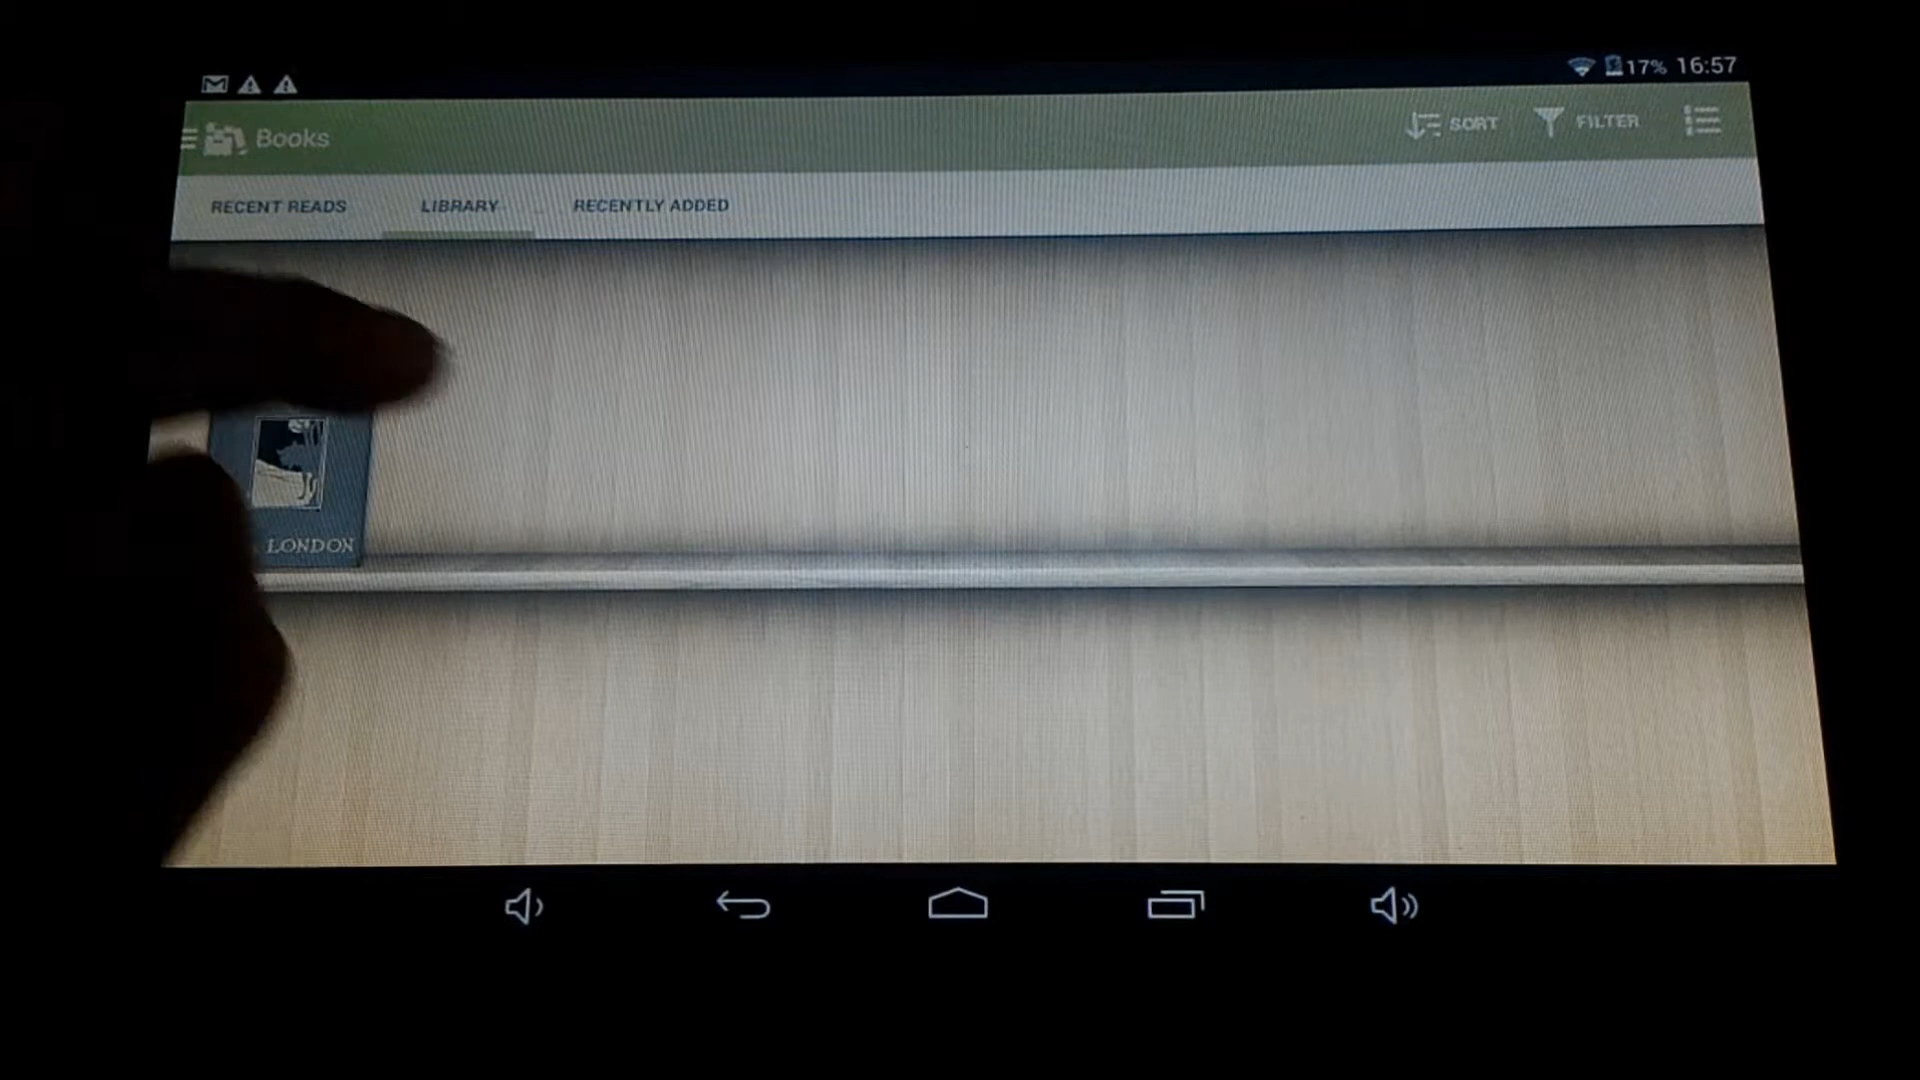 17% 16:57
Books SORT FILTER
RECENT READS LIBRARY RECENTLY ADDED
LONDON